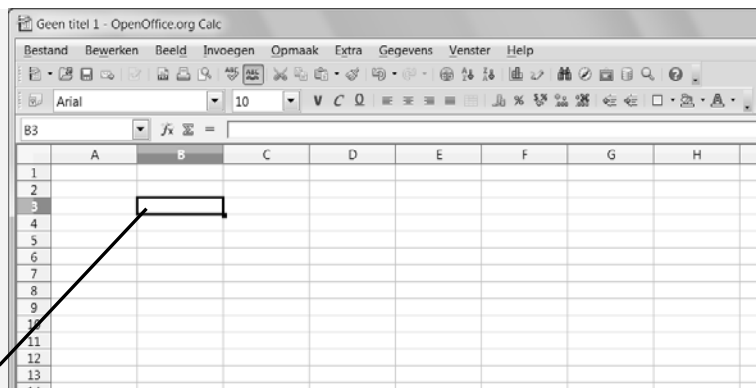 Geen titel 1 - OpenOffice.org Calc
Bestand Bewerken Beeld Invoegen Opmaak Extra Gegevens Venster Help
Arial 10 V C O
B3 fx Σ =
A B C D E F G H
1
2
3
4
5
6
7
8
9
10
11
12
13